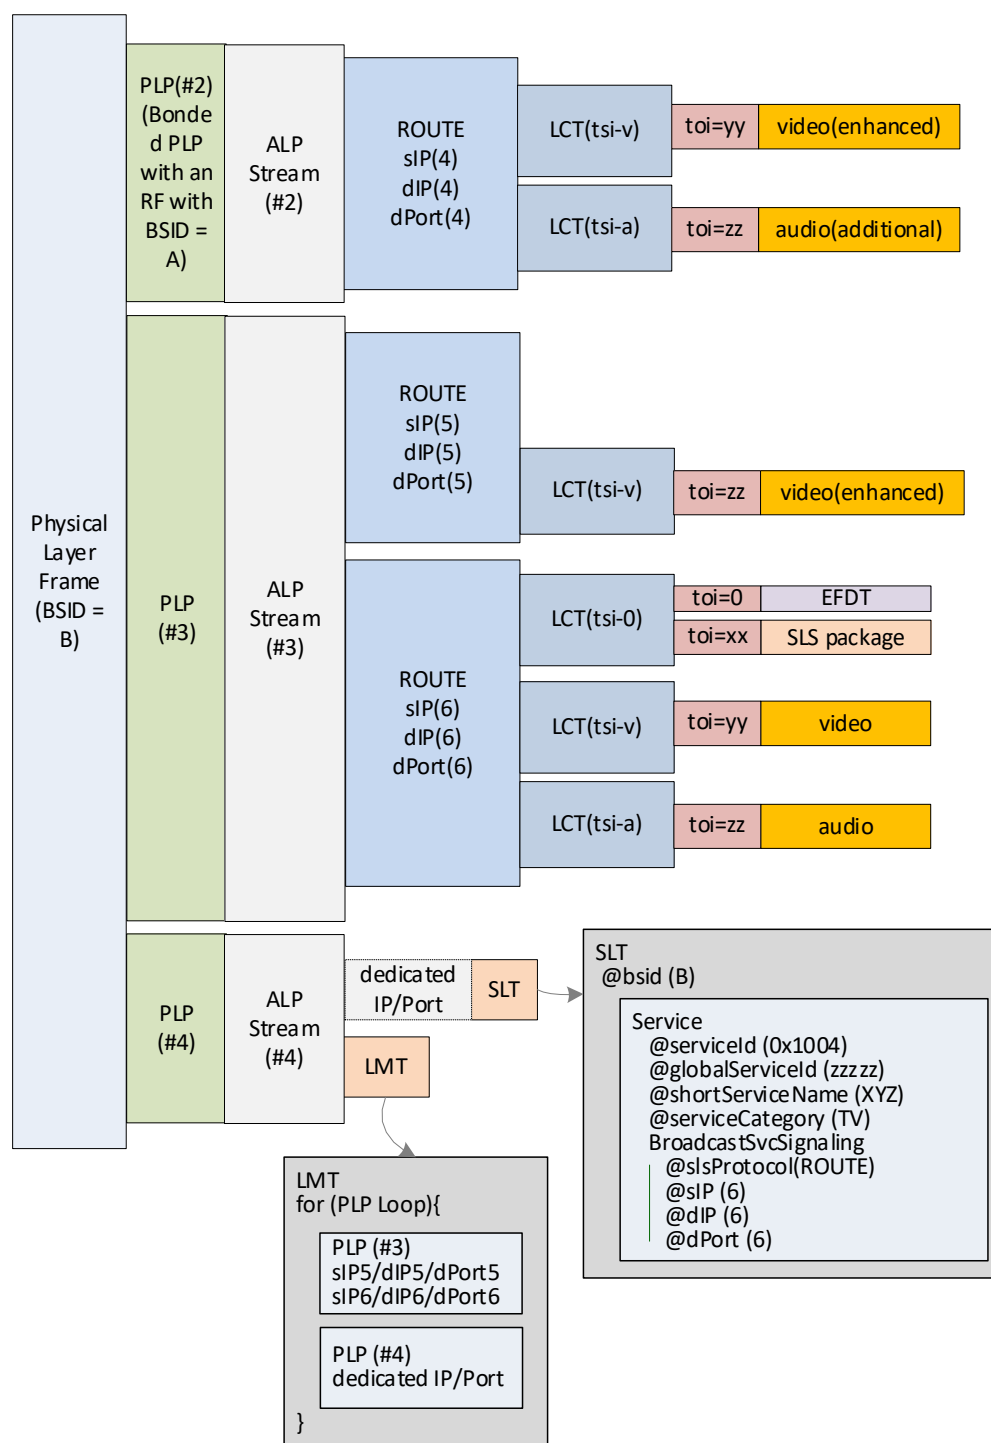 PLP(#2)
(Bonde
d PLP
with an
RF with
BSID =
A)
ALP
Stream
(#2)
ROUTE
sIP(4)
dIP(4)
dPort(4)
LCT(tsi-v)
toi=yy
video(enhanced)
LCT(tsi-a)
toi=zz
audio(additional)
Physical
Layer
Frame
(BSID =
B)
PLP
(#3)
ALP
Stream
(#3)
ROUTE
sIP(5)
dIP(5)
dPort(5)
LCT(tsi-v)
toi=zz
video(enhanced)
ROUTE
sIP(6)
dIP(6)
dPort(6)
LCT(tsi-0)
toi=0
EFDT
toi=xx
SLS package
LCT(tsi-v)
toi=yy
video
LCT(tsi-a)
toi=zz
audio
PLP
(#4)
ALP
Stream
(#4)
dedicated
IP/Port
SLT
LMT
SLT
@bsid (B)
Service
@serviceId (0x1004)
@globalServiceId (zzzzz)
@shortServiceName (XYZ)
@serviceCategory (TV)
BroadcastSvcSignaling
@slsProtocol(ROUTE)
@sIP (6)
@dIP (6)
@dPort (6)
LMT
for (PLP Loop){
PLP (#3)
sIP5/dIP5/dPort5
sIP6/dIP6/dPort6
PLP (#4)
dedicated IP/Port
}